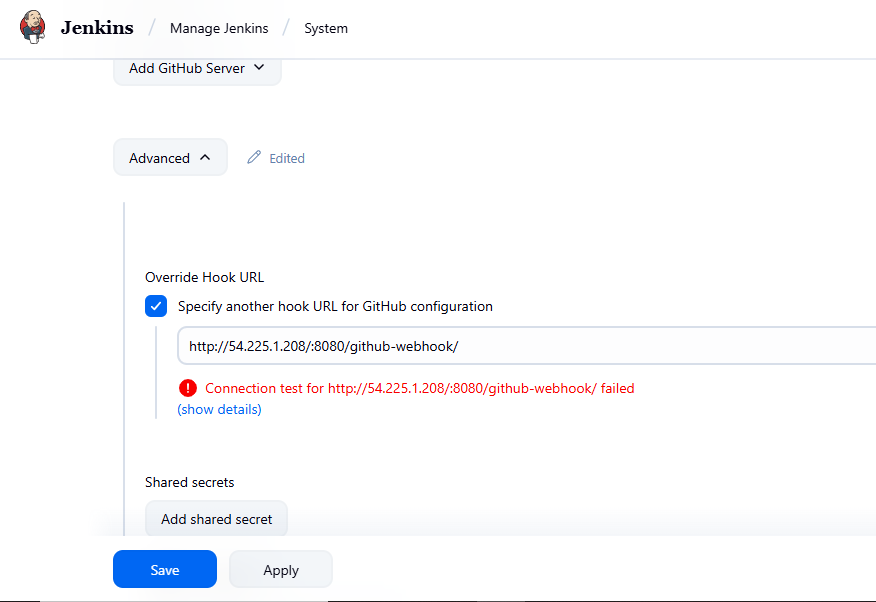 Jenkins / Manage Jenkins / System
Add GitHub Server
Advanced Edited
Override Hook URL
Specify another hook URL for GitHub configuration
http://54.225.1.208/:8080/github-webhook/
! Connection test for http://54.225.1.208/:8080/github-webhook/ failed
(show details)
Shared secrets
Add shared secret
Save Apply